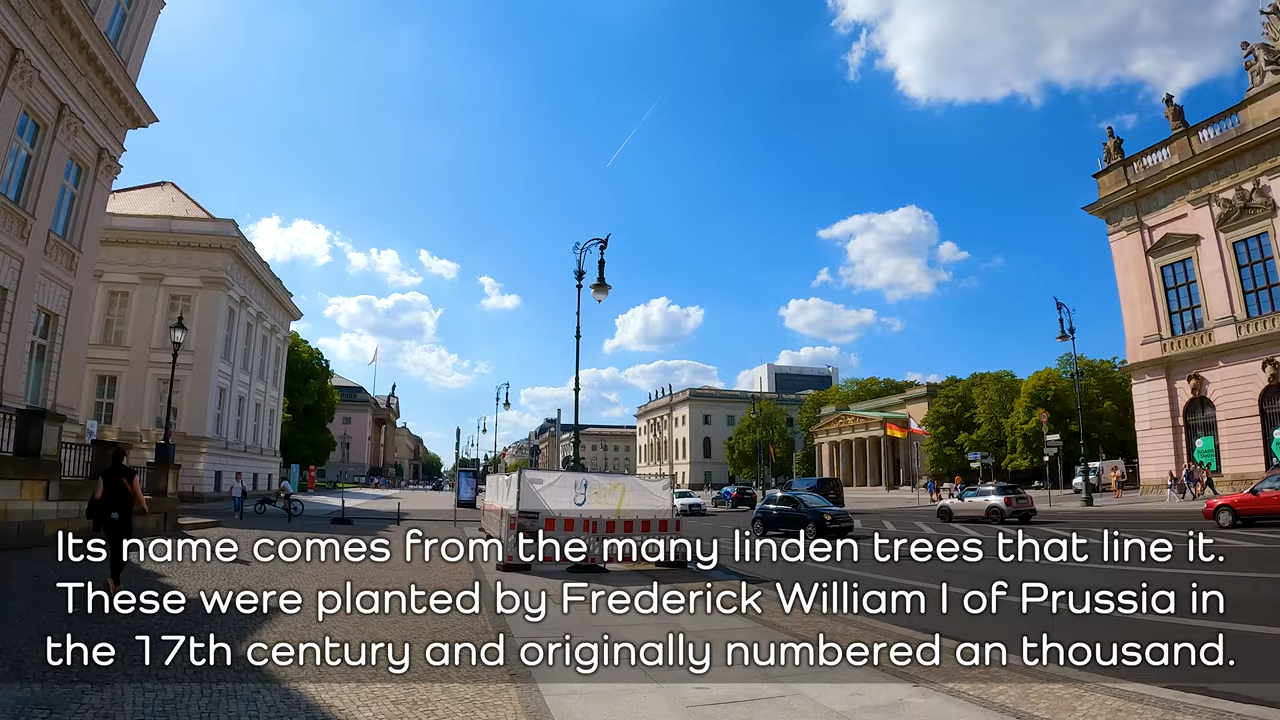 Its name comes from the many linden trees that line it.
These were planted by Frederick William I of Prussia in
the 17th century and originally numbered an thousand.